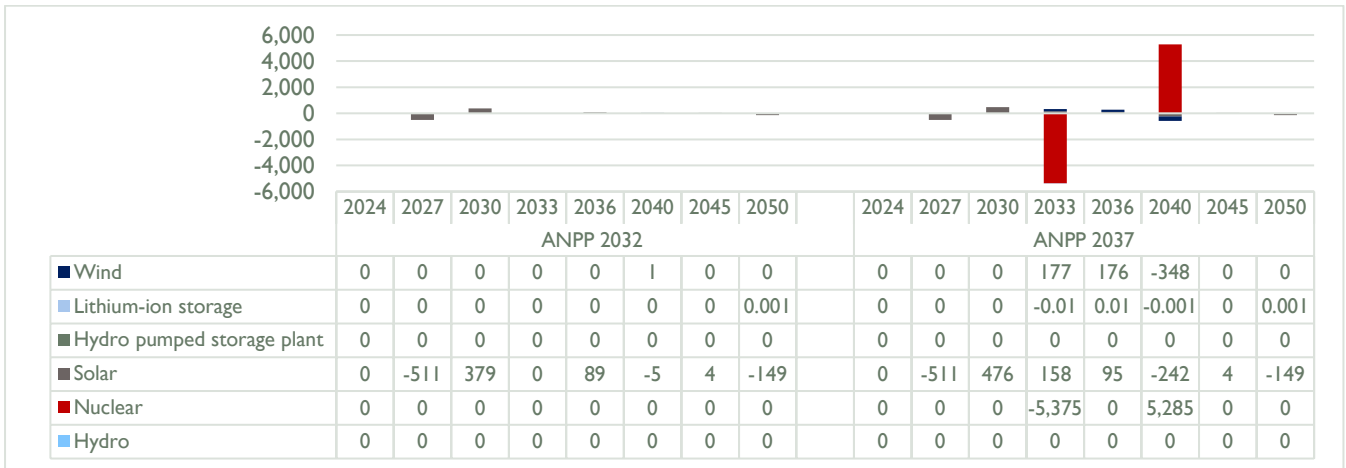 6,000
4,000
2,000
0
-2,000
-4,000
-6,000
2024 2027 2030 2033 2036 2040 2045 2050 2024 2027 2030 2033 2036 2040 2045 2050
ANPP 2032 ANPP 2037
Wind 0 0 0 0 0 1 0 0 0 0 0 177 176 -348 0 0
Lithium-ion storage 0 0 0 0 0 0 0 0.001 0 0 0 -0.01 0.01 -0.001 0 0.001
Hydro pumped storage plant 0 0 0 0 0 0 0 0 0 0 0 0 0 0 0 0
Solar 0 -511 379 0 89 -5 4 -149 0 -511 476 158 95 -242 4 -149
Nuclear 0 0 0 0 0 0 0 0 0 0 0 -5,375 0 5,285 0 0
Hydro 0 0 0 0 0 0 0 0 0 0 0 0 0 0 0 0